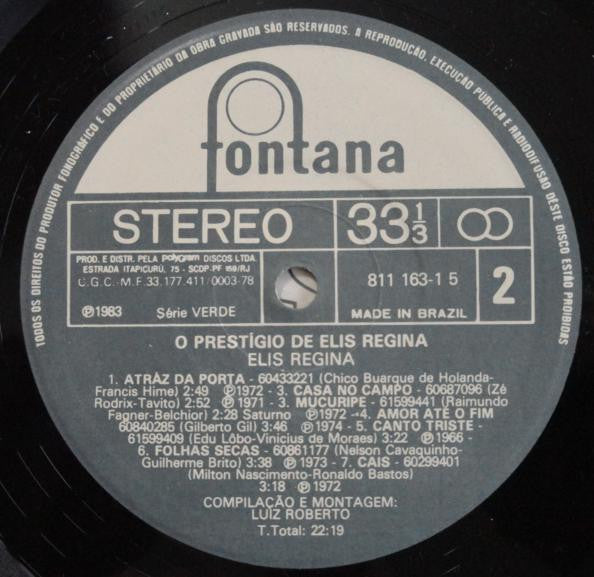 TODOS OS DIREITOS DO PRODUTOR FONOGRÁFICO E DO PROPRIETÁRIO DA OBRA GRAVADA SÃO RESERVADOS. A REPRODUÇÃO, EXECUÇÃO PUBLICA E RADIODIFUSÃO DESTE DISCO ESTÃO PROIBIDAS
fontana
STEREO 33 1/3
PROD. E DISTR. PELA polygram DISCOS LTDA.
ESTRADA ITAPICURÚ, 75 - SCDP-PF 159/RJ
C.G.C - M.F. 33.177.411/0003-78
℗1983 Série VERDE
811 163-1 5
MADE IN BRAZIL
2
O PRESTÍGIO DE ELIS REGINA
ELIS REGINA
1. ATRÁZ DA PORTA - 60433221 (Chico Buarque de Holanda-
Francis Hime) 2:49 ℗1972 - 3. CASA NO CAMPO - 60687096 (Zé
Rodrix-Tavito) 2:52 ℗1971 - 3. MUCURIPE - 61599441 (Raimundo
Fagner-Belchior) 2:28 Saturno ℗1972 - 4. AMOR ATÉ O FIM
60840285 (Gilberto Gil) 3:46 ℗1974 - 5. CANTO TRISTE -
61599409 (Edu Lôbo-Vinicius de Moraes) 3:22 ℗1966 -
6. FOLHAS SECAS - 60861177 (Nelson Cavaquinho-
Guilherme Brito) 3:38 ℗1973 - 7. CAIS - 60299401
(Milton Nascimento-Ronaldo Bastos)
3:18 ℗1972
COMPILAÇÃO E MONTAGEM:
LUIZ ROBERTO
T.Total: 22:19